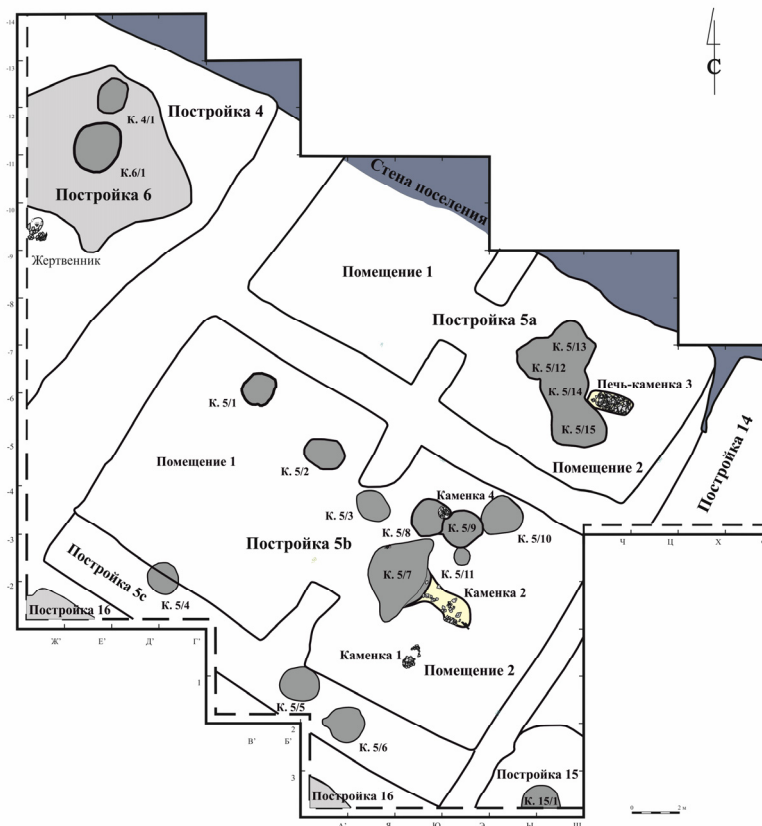 -14
-13
-12
-11
-10
-9
-8
-7
-6
-5
-4
-3
-2
С
Постройка 4
К. 4/1
К.6/1
Постройка 6
Жертвенник
Стена поселения
Помещение 1
Постройка 5a
К. 5/13
К. 5/12
К. 5/14
Печь-каменка 3
К. 5/15
Помещение 2
Постройка 14
К. 5/1
Помещение 1
К. 5/2
К. 5/3
Каменка 4
К. 5/8
К. 5/9
К. 5/10
К. 5/11
Постройка 5b
К. 5/7
Каменка 2
Постройка 5c
К. 5/4
Постройка 16
Каменка 1
Помещение 2
К. 5/5
К. 5/6
Постройка 16
Постройка 15
К. 15/1
Ж' Е' Д' Г'
Ч Ц Х
1
В' Б'
2
3
А' Я Ю Э Ы Щ
0 2 м